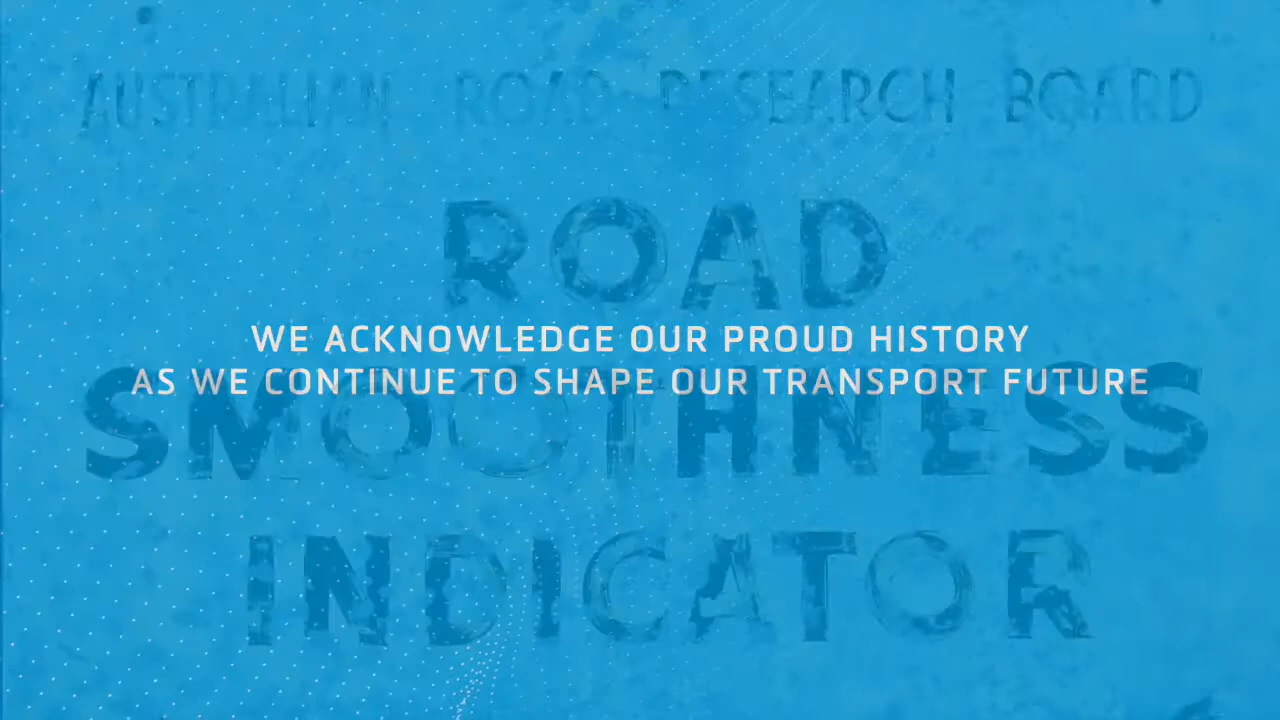 AUSTRALIAN ROAD RESEARCH BOARD
ROAD
WE ACKNOWLEDGE OUR PROUD HISTORY
AS WE CONTINUE TO SHAPE OUR TRANSPORT FUTURE
SMOOTHNESS
INDICATOR